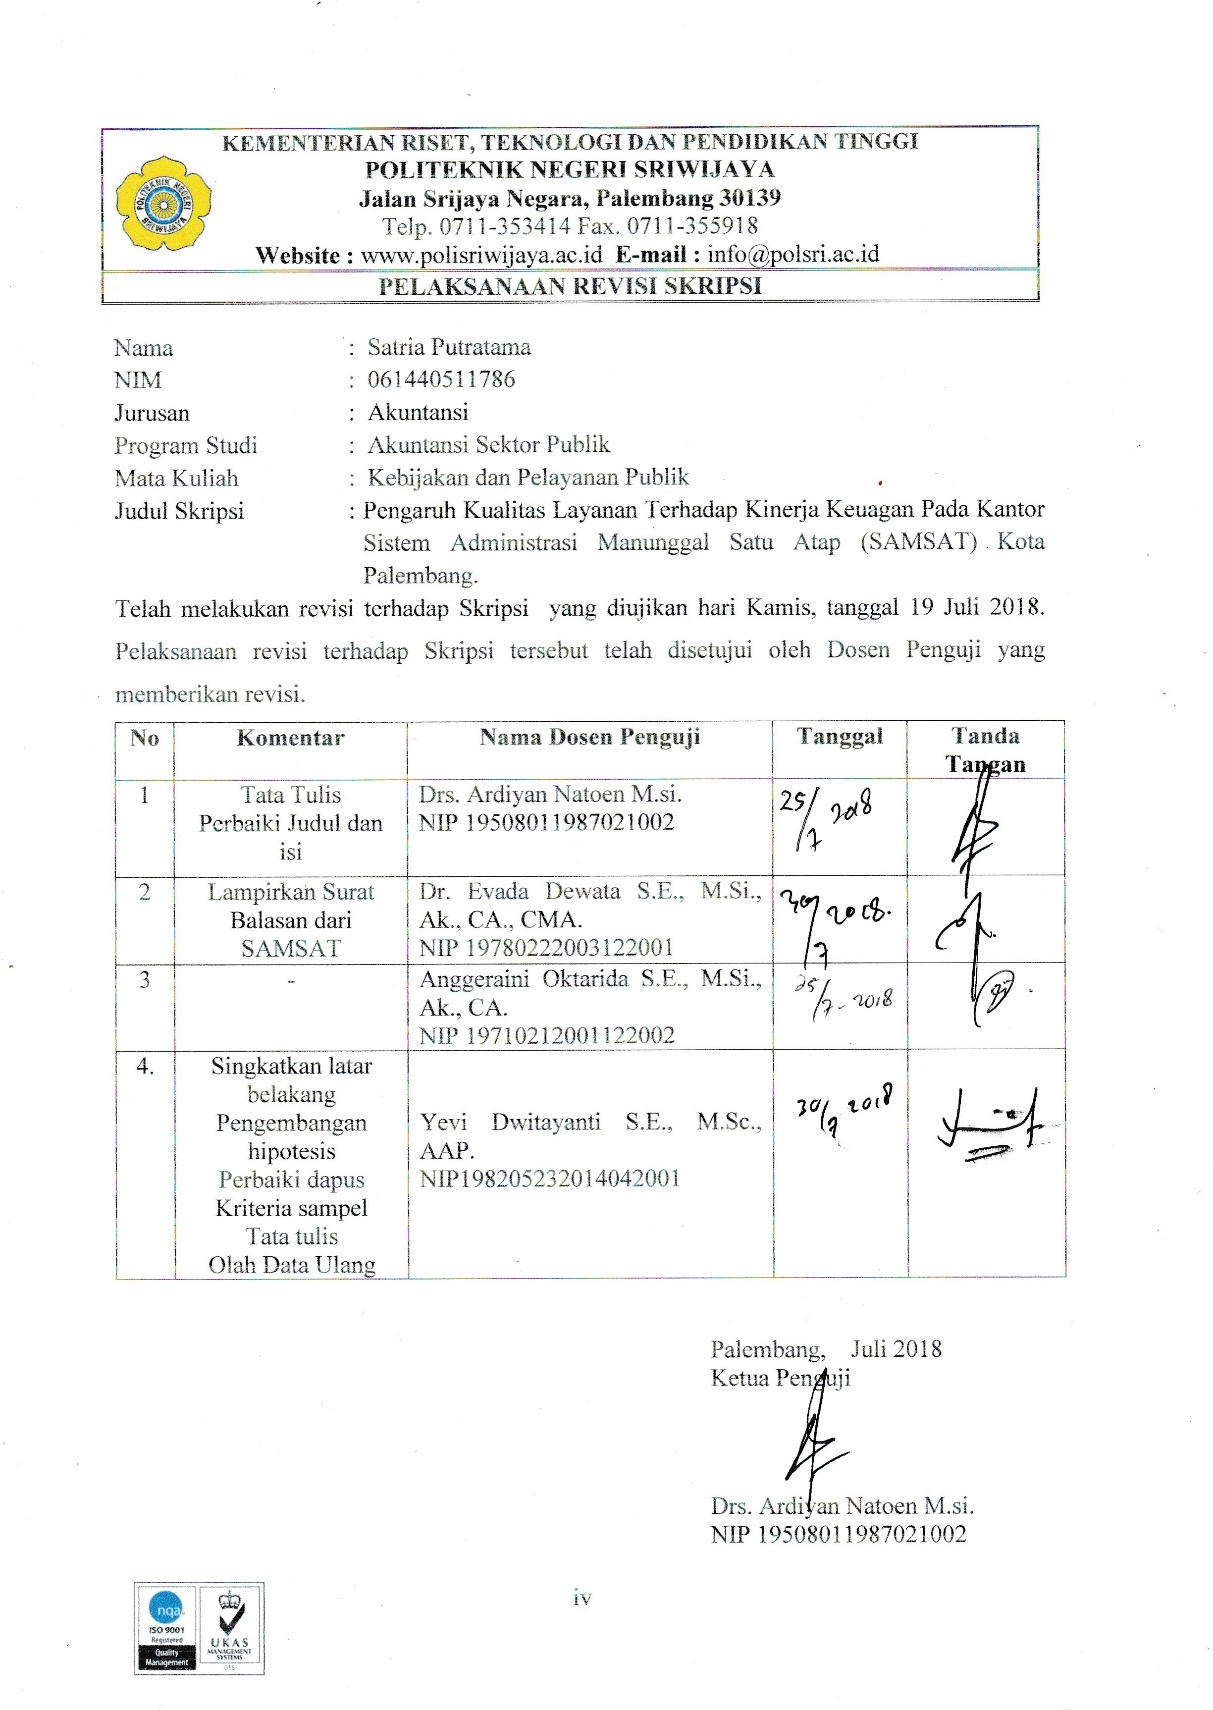 KEMENTERIAN RISET, TEKNOLOGI DAN PENDIDIKAN TINGGI
POLITEKNIK NEGERI SRIWIJAYA
Jalan Srijaya Negara, Palembang 30139
Telp. 0711-353414 Fax. 0711-355918
Website : www.polisriwijaya.ac.id E-mail : info@polsri.ac.id
POLITEKNIK NEGERI SRIWIJAYA
PELAKSANAAN REVISI SKRIPSI
Nama : Satria Putratama
NIM : 061440511786
Jurusan : Akuntansi
Program Studi : Akuntansi Sektor Publik
Mata Kuliah : Kebijakan dan Pelayanan Publik
Judul Skripsi : Pengaruh Kualitas Layanan Terhadap Kinerja Keuagan Pada Kantor
Sistem Administrasi Manunggal Satu Atap (SAMSAT) Kota
Palembang.
Telah melakukan revisi terhadap Skripsi yang diujikan hari Kamis, tanggal 19 Juli 2018.
Pelaksanaan revisi terhadap Skripsi tersebut telah disetujui oleh Dosen Penguji yang
memberikan revisi.
No Komentar Nama Dosen Penguji Tanggal Tanda
Tangan
1 Tata Tulis Drs. Ardiyan Natoen M.si. 25/7 2018
Perbaiki Judul dan NIP 19508011987021002
isi
2 Lampirkan Surat Dr. Evada Dewata S.E., M.Si., 30/7 2018.
Balasan dari Ak., CA., CMA.
SAMSAT NIP 19780222003122001
3 - Anggeraini Oktarida S.E., M.Si., 25/7-2018
Ak., CA.
NIP 19710212001122002
4. Singkatkan latar
belakang 30/7 2018
Pengembangan Yevi Dwitayanti S.E., M.Sc.,
hipotesis AAP.
Perbaiki dapus NIP198205232014042001
Kriteria sampel
Tata tulis
Olah Data Ulang
Palembang, Juli 2018
Ketua Penguji
Drs. Ardiyan Natoen M.si.
NIP 19508011987021002
iv
nqa.
ISO 9001
Registered
Quality
Management
UKAS
MANAGEMENT
SYSTEMS
015